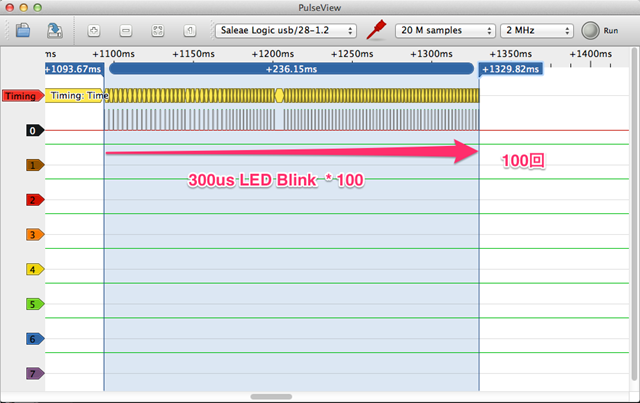 PulseView
Saleae Logic usb/28-1.2
20 M samples
2 MHz
Run
ms
+1100ms
+1150ms
+1200ms
+1250ms
+1300ms
+1350ms
+1400ms
+1093.67ms
+236.15ms
+1329.82ms
Timing
Timing: Time
0
100回
1
300us LED Blink * 100
2
3
4
5
6
7